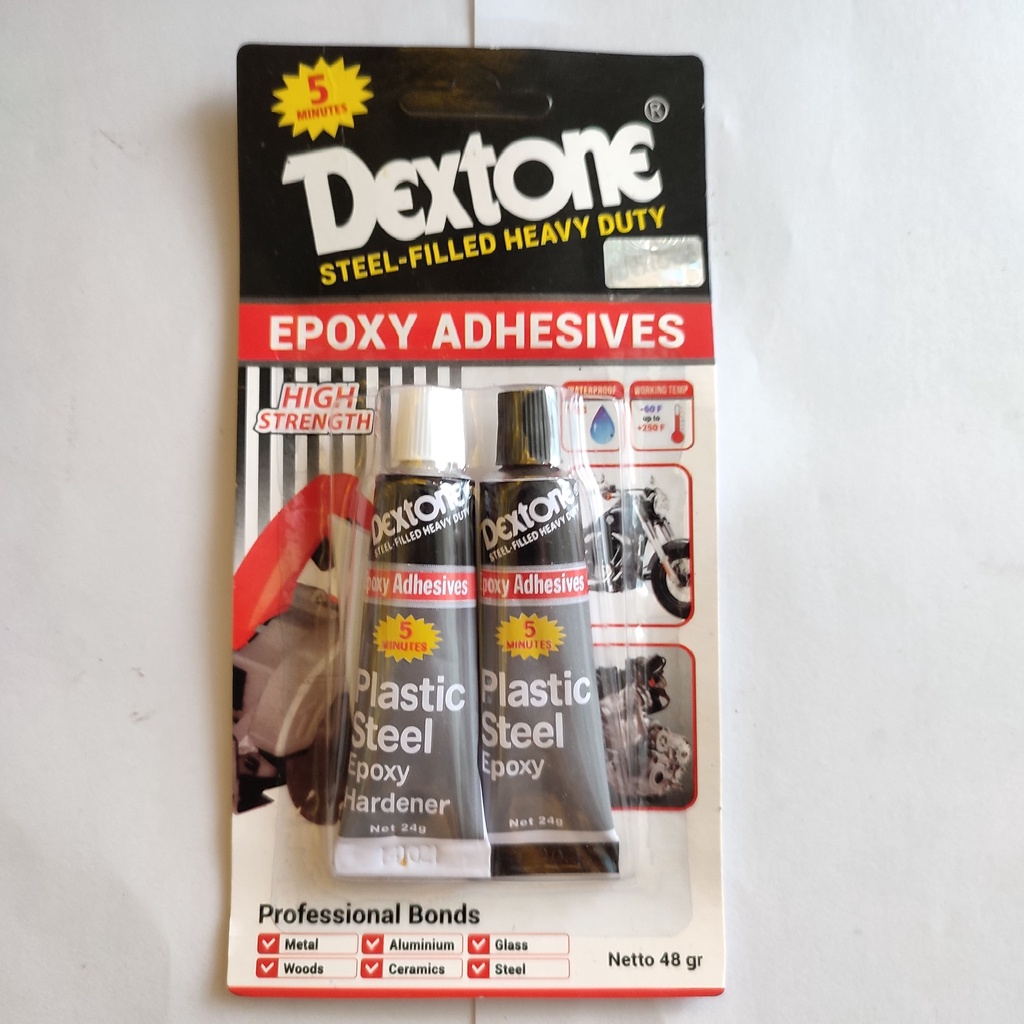 5
MINUTES
Dextone®
STEEL-FILLED HEAVY DUTY
EPOXY ADHESIVES
HIGH
STRENGTH
WATERPROOF
WORKING TEMP
-60 F
up to
+250 F
Dextone
STEEL-FILLED HEAVY DUTY
Epoxy Adhesives
5
MINUTES
Plastic
Steel
Epoxy
Hardener
Net 24g
Dextone
STEEL-FILLED HEAVY DUTY
Epoxy Adhesives
5
MINUTES
Plastic
Steel
Epoxy
Net 24g
Professional Bonds
Metal
Aluminium
Glass
Woods
Ceramics
Steel
Netto 48 gr